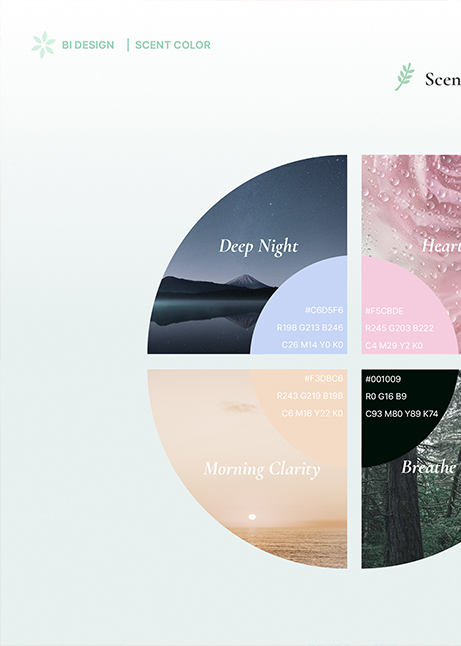 BI DESIGN | SCENT COLOR
Scen
Deep Night
Heart
#C6D5F6
R198 G213 B246
C26 M14 Y0 K0
#F5CBDE
R245 G203 B222
C4 M29 Y2 K0
#F3DBC6
R243 G219 B198
C6 M16 Y22 K0
#001009
R0 G16 B9
C93 M80 Y89 K74
Morning Clarity
Breathe